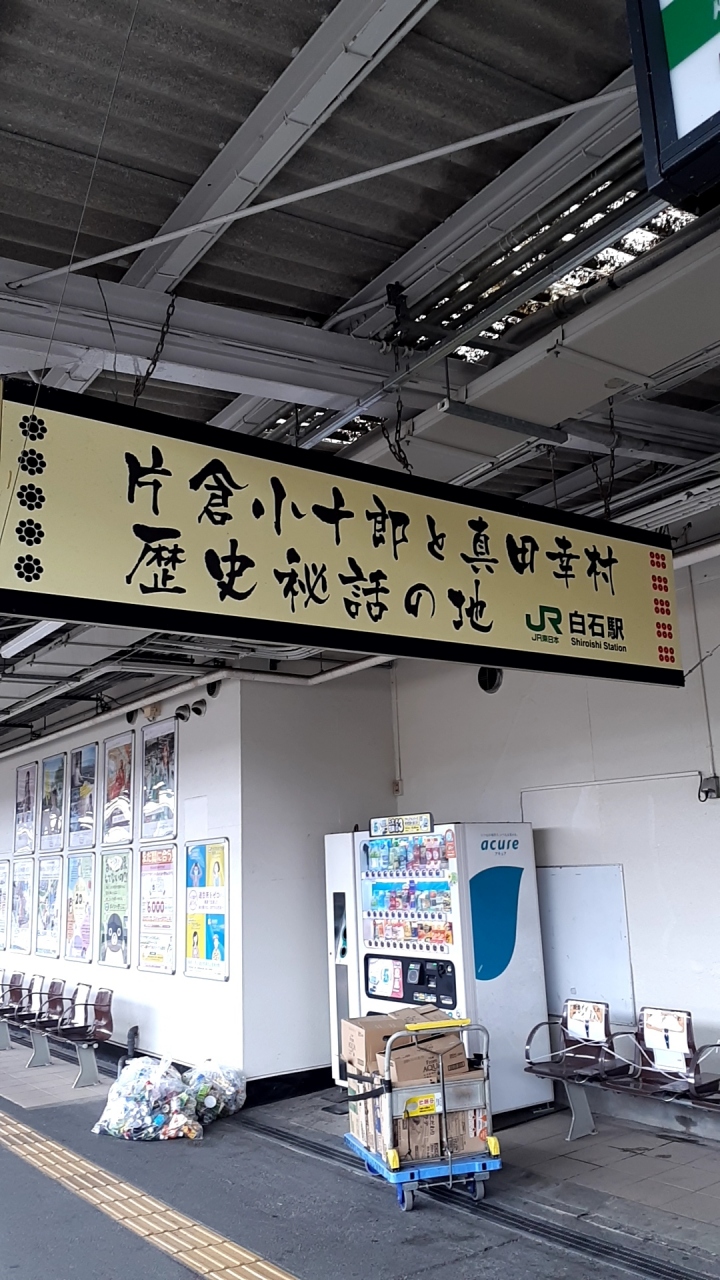 片倉小十郎と真田幸村
歴史秘話の地
JR
JR東日本
白石駅
Shiroishi Station
acure